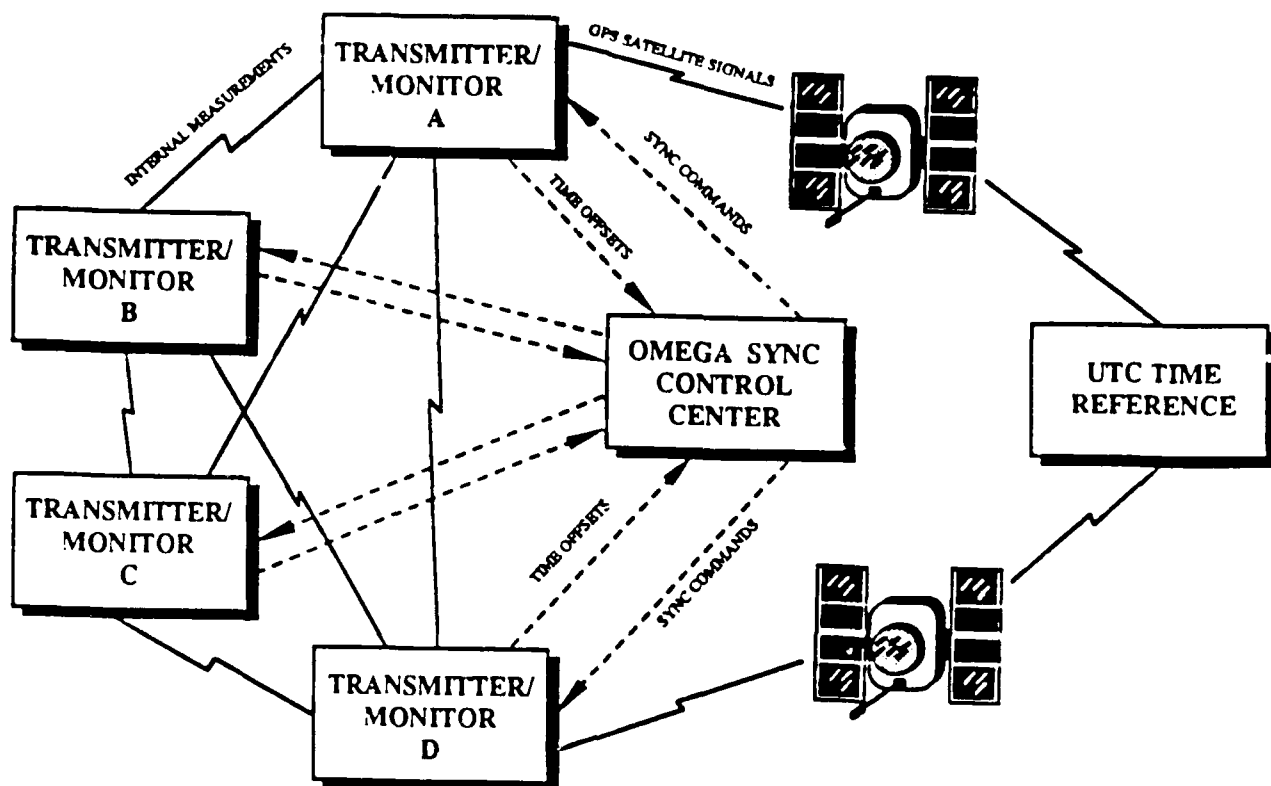 GPS SATELLITE SIGNALS
TRANSMITTER/
MONITOR
A
INTERNAL MEASUREMENTS
SYNC COMMANDS
TIME OFFSETS
TRANSMITTER/
MONITOR
B
OMEGA SYNC
CONTROL
CENTER
UTC TIME
REFERENCE
TRANSMITTER/
MONITOR
C
TIME OFFSETS
SYNC COMMANDS
TRANSMITTER/
MONITOR
D